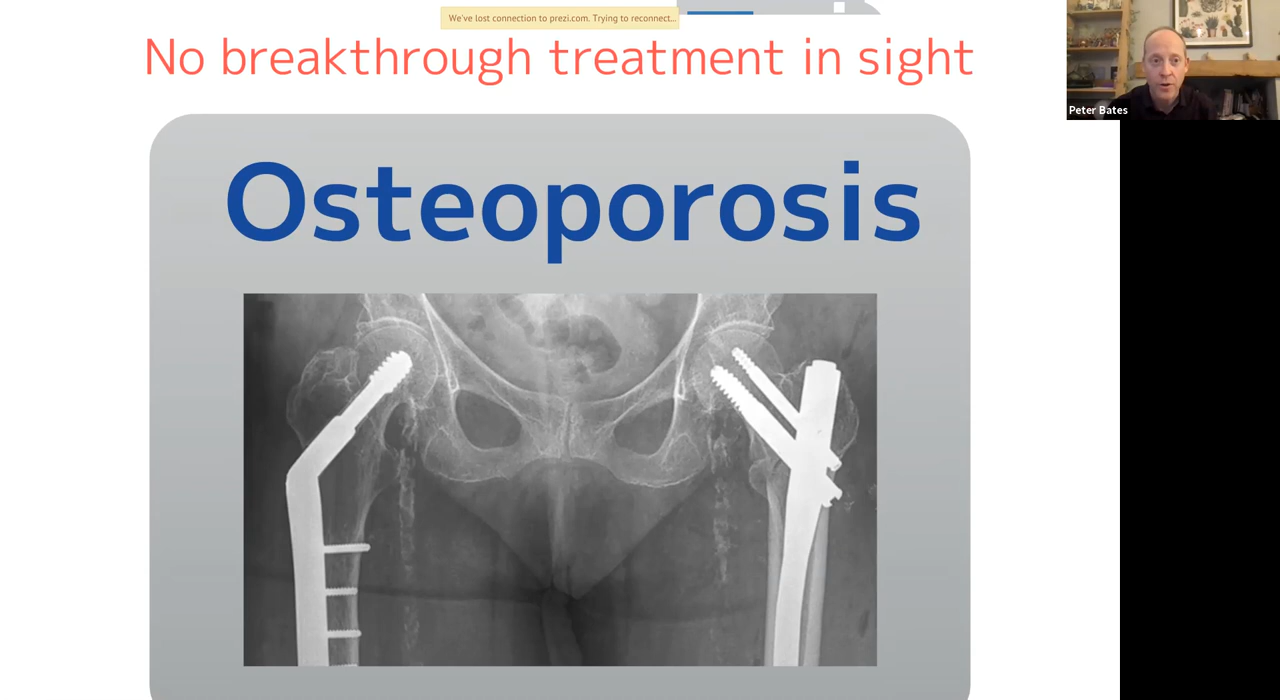 We've lost connection to prezi.com. Trying to reconnect...
No breakthrough treatment in sight
Peter Bates
Osteoporosis